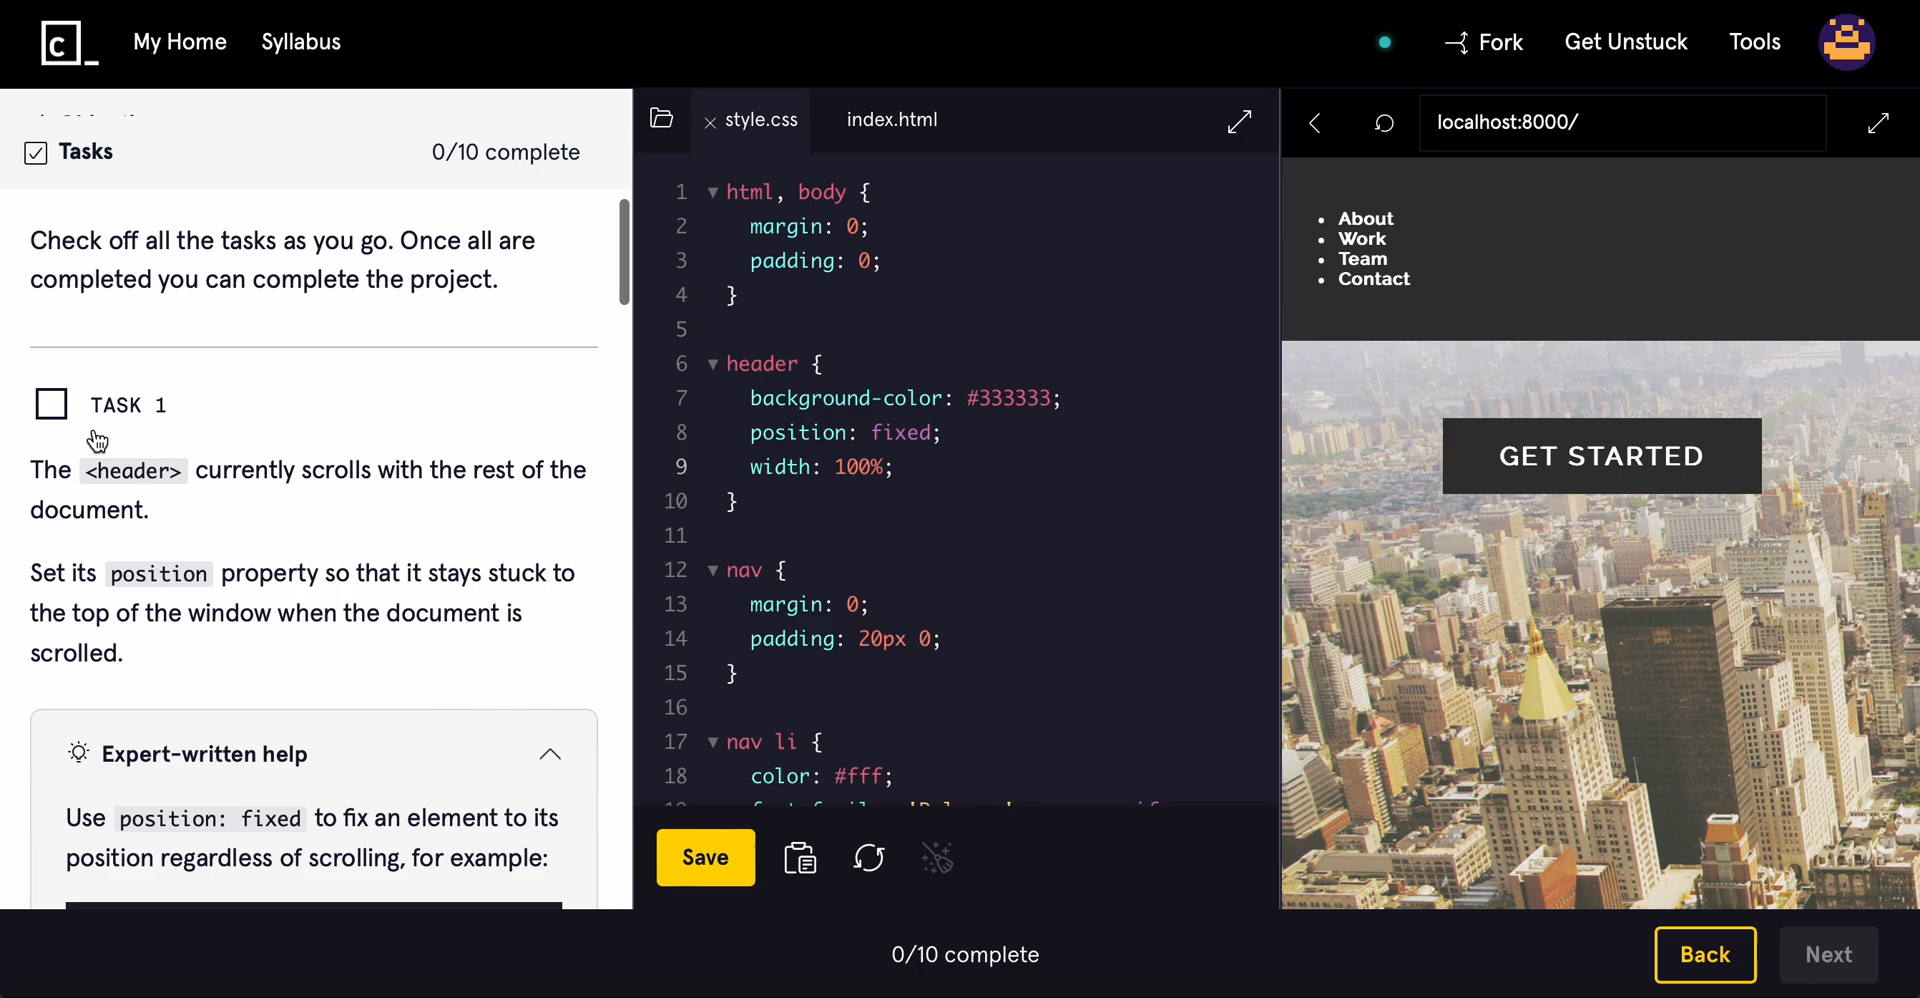 C_
My Home
Syllabus
Fork
Get Unstuck
Tools
Tasks
0/10 complete
Check off all the tasks as you go. Once all are
completed you can complete the project.
TASK 1
The <header> currently scrolls with the rest of the
document.
Set its position property so that it stays stuck to
the top of the window when the document is
scrolled.
Expert-written help
Use position: fixed to fix an element to its
position regardless of scrolling, for example:
style.css
index.html
1 html, body {
2 margin: 0;
3 padding: 0;
4 }
5
6 header {
7 background-color: #333333;
8 position: fixed;
9 width: 100%;
10 }
11
12 nav {
13 margin: 0;
14 padding: 20px 0;
15 }
16
17 nav li {
18 color: #fff;
Save
localhost:8000/
About
Work
Team
Contact
GET STARTED
0/10 complete
Back
Next